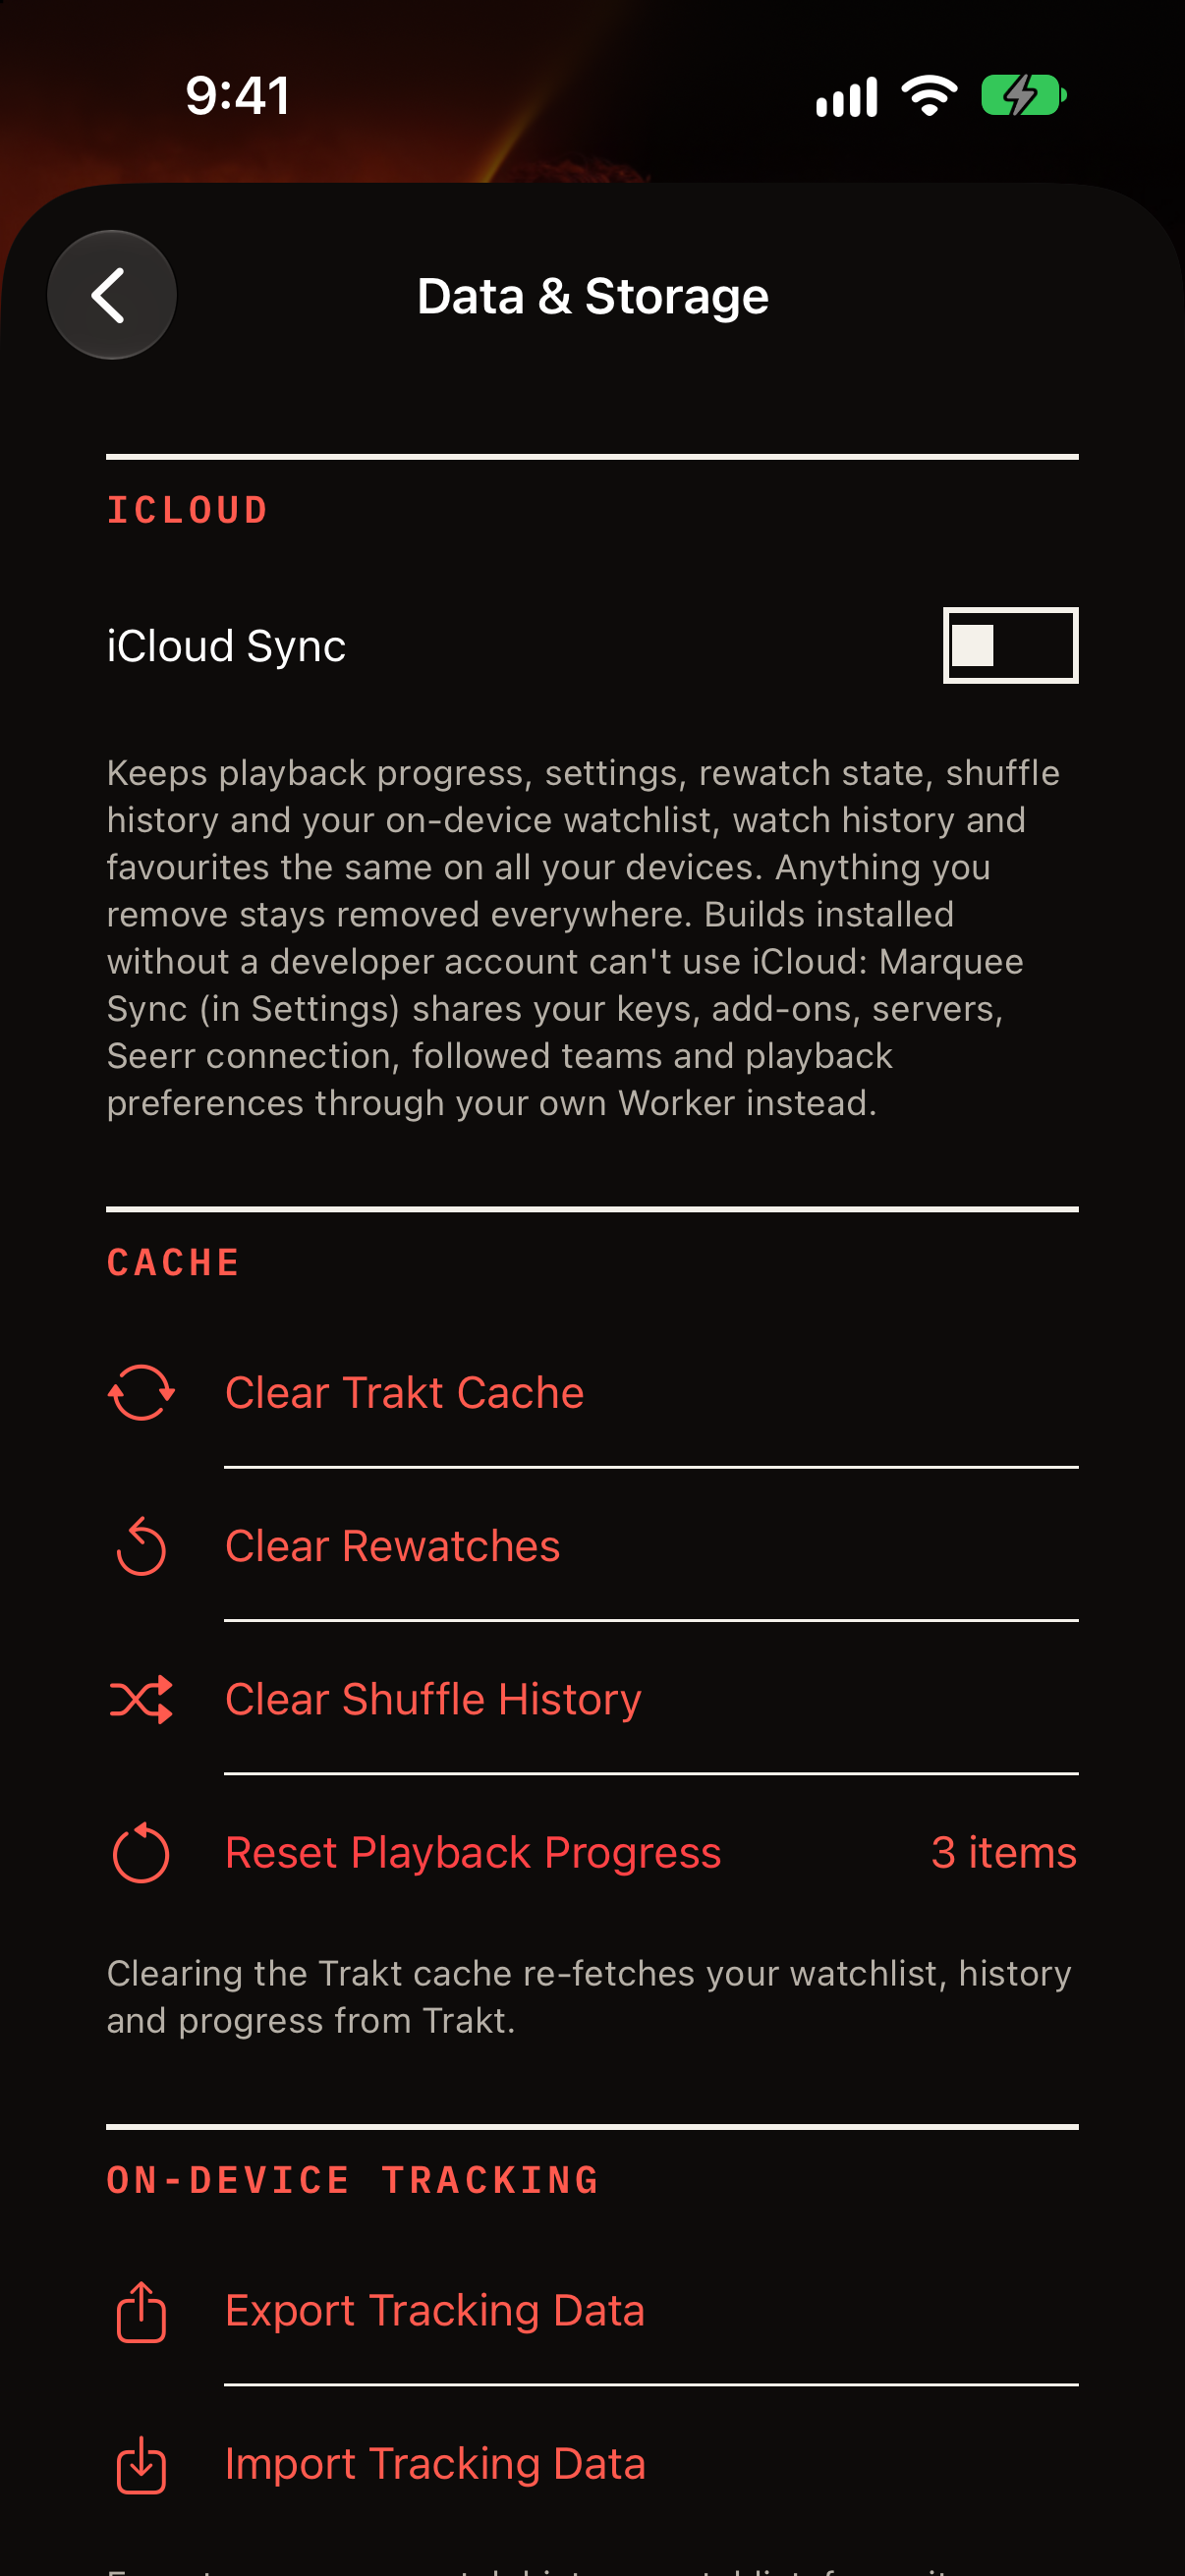 9:41
Data & Storage
ICLOUD
iCloud Sync
Keeps playback progress, settings, rewatch state, shuffle
history and your on-device watchlist, watch history and
favourites the same on all your devices. Anything you
remove stays removed everywhere. Builds installed
without a developer account can't use iCloud: Marquee
Sync (in Settings) shares your keys, add-ons, servers,
Seerr connection, followed teams and playback
preferences through your own Worker instead.
CACHE
Clear Trakt Cache
Clear Rewatches
Clear Shuffle History
Reset Playback Progress 3 items
Clearing the Trakt cache re-fetches your watchlist, history
and progress from Trakt.
ON-DEVICE TRACKING
Export Tracking Data
Import Tracking Data